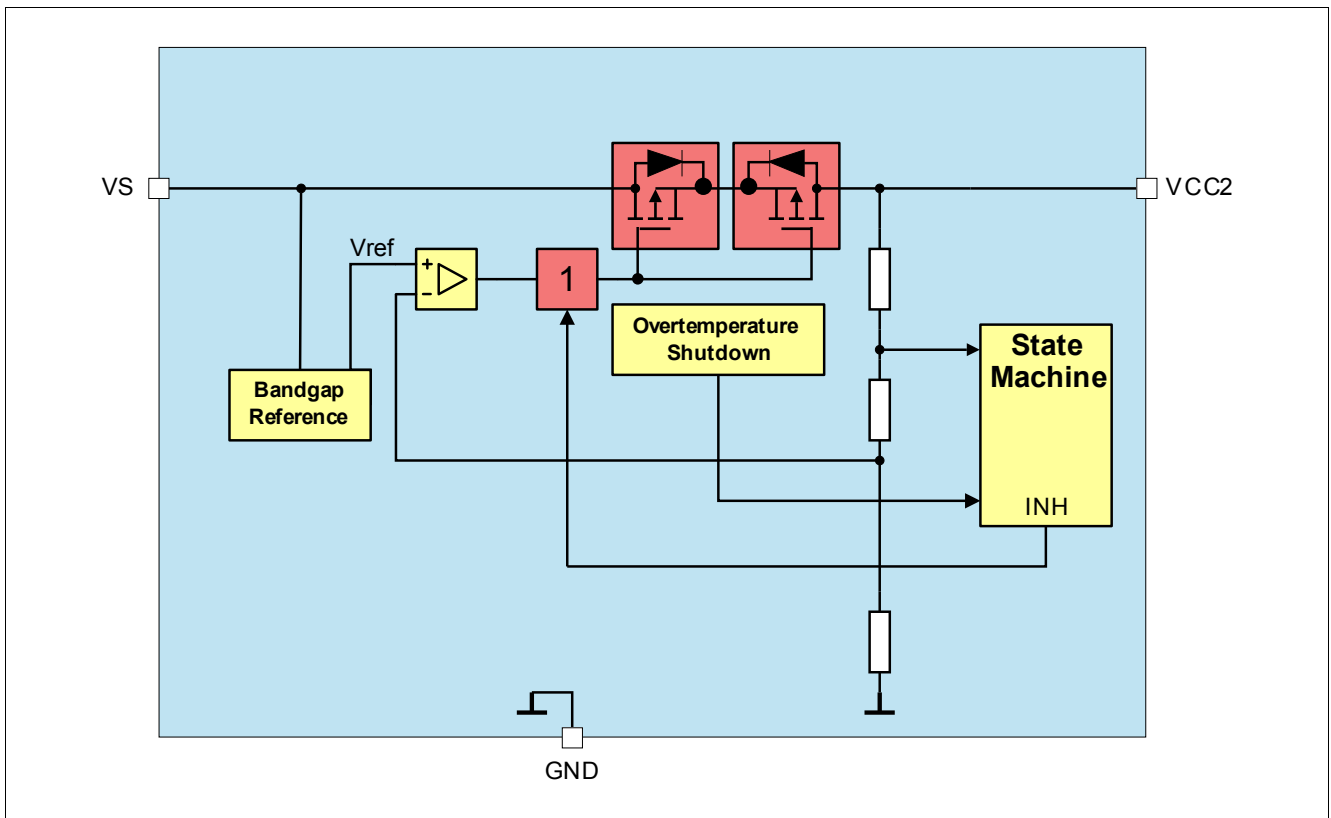 VS
VCC2
Vref
+
-
1
Overtemperature
Shutdown
State
Machine
Bandgap
Reference
INH
GND